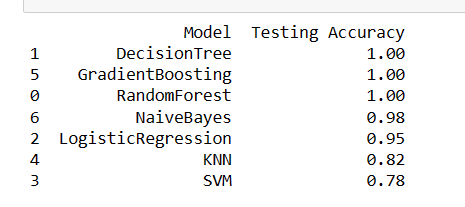 Model Testing Accuracy
1 DecisionTree 1.00
5 GradientBoosting 1.00
0 RandomForest 1.00
6 NaiveBayes 0.98
2 LogisticRegression 0.95
4 KNN 0.82
3 SVM 0.78